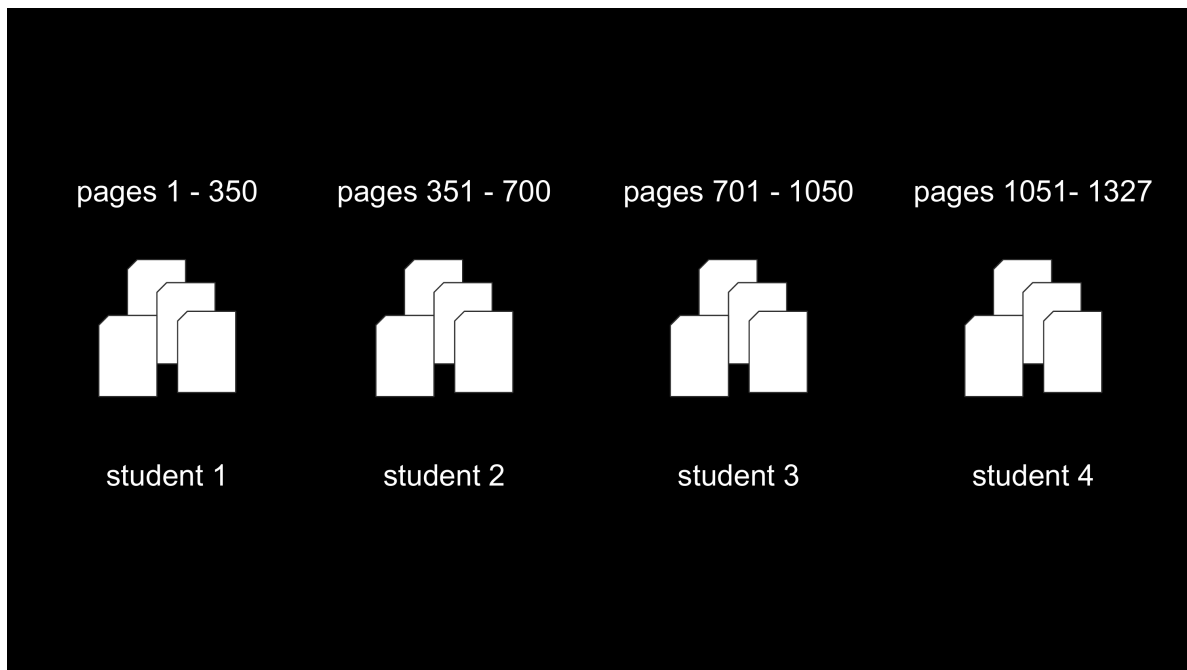 pages 1 - 350
pages 351 - 700
pages 701 - 1050
pages 1051- 1327
student 1
student 2
student 3
student 4